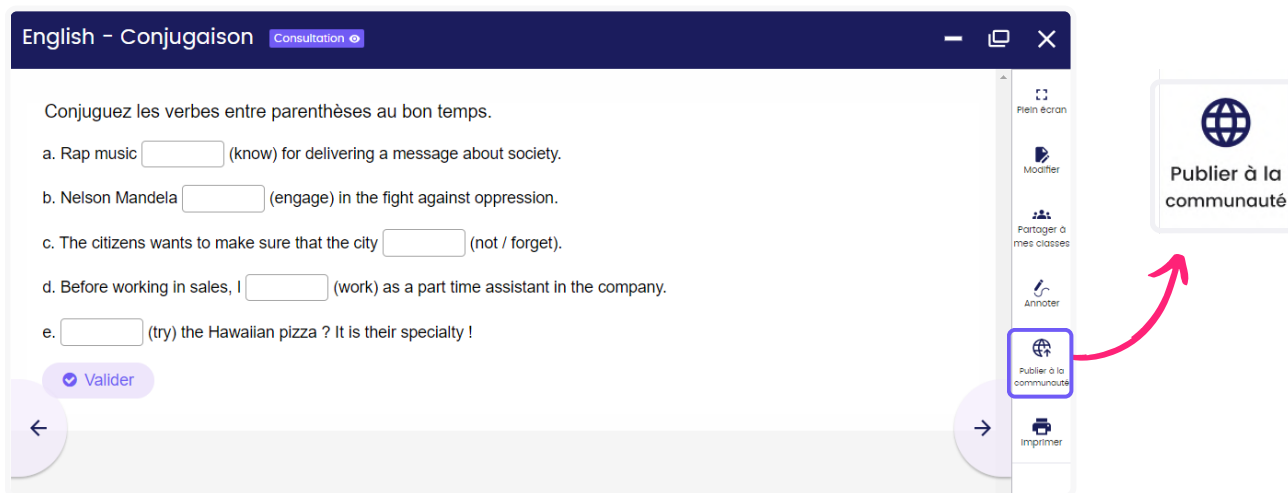 English - Conjugaison
Consultation
Conjuguez les verbes entre parenthèses au bon temps.
a. Rap music (know) for delivering a message about society.
b. Nelson Mandela (engage) in the fight against oppression.
c. The citizens wants to make sure that the city (not / forget).
d. Before working in sales, I (work) as a part time assistant in the company.
e. (try) the Hawaiian pizza ? It is their specialty !
Valider
Plein écran
Modifier
Partager à
mes classes
Annoter
Publier à la
communauté
Imprimer
Publier à la
communauté